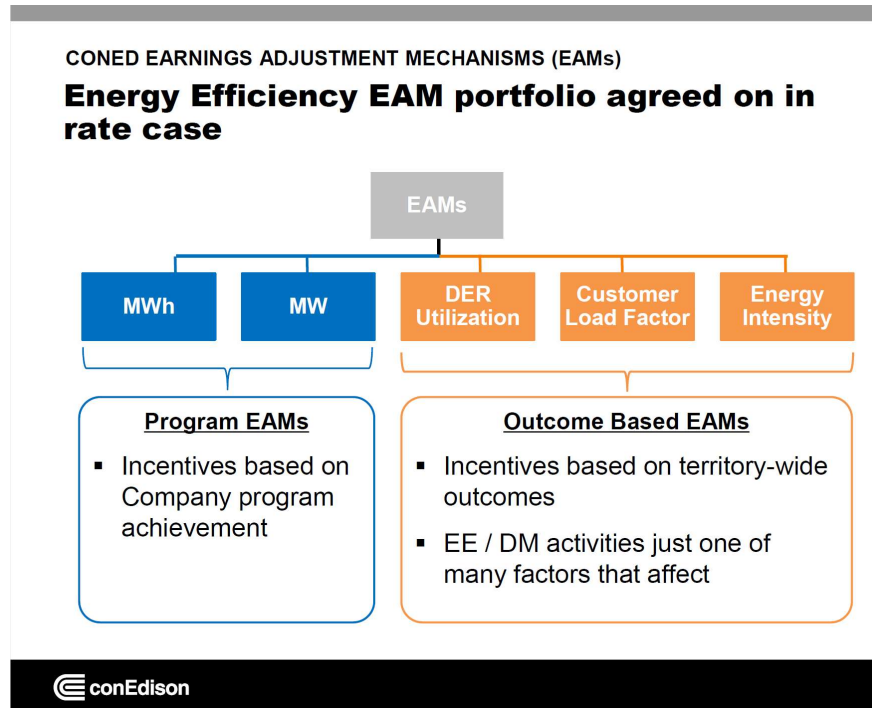 CONED EARNINGS ADJUSTMENT MECHANISMS (EAMs)
Energy Efficiency EAM portfolio agreed on in
rate case
EAMs
MWh
MW
DER
Utilization
Customer
Load Factor
Energy
Intensity
Program EAMs
▪ Incentives based on
Company program
achievement
Outcome Based EAMs
▪ Incentives based on territory-wide
outcomes
▪ EE / DM activities just one of
many factors that affect
conEdison